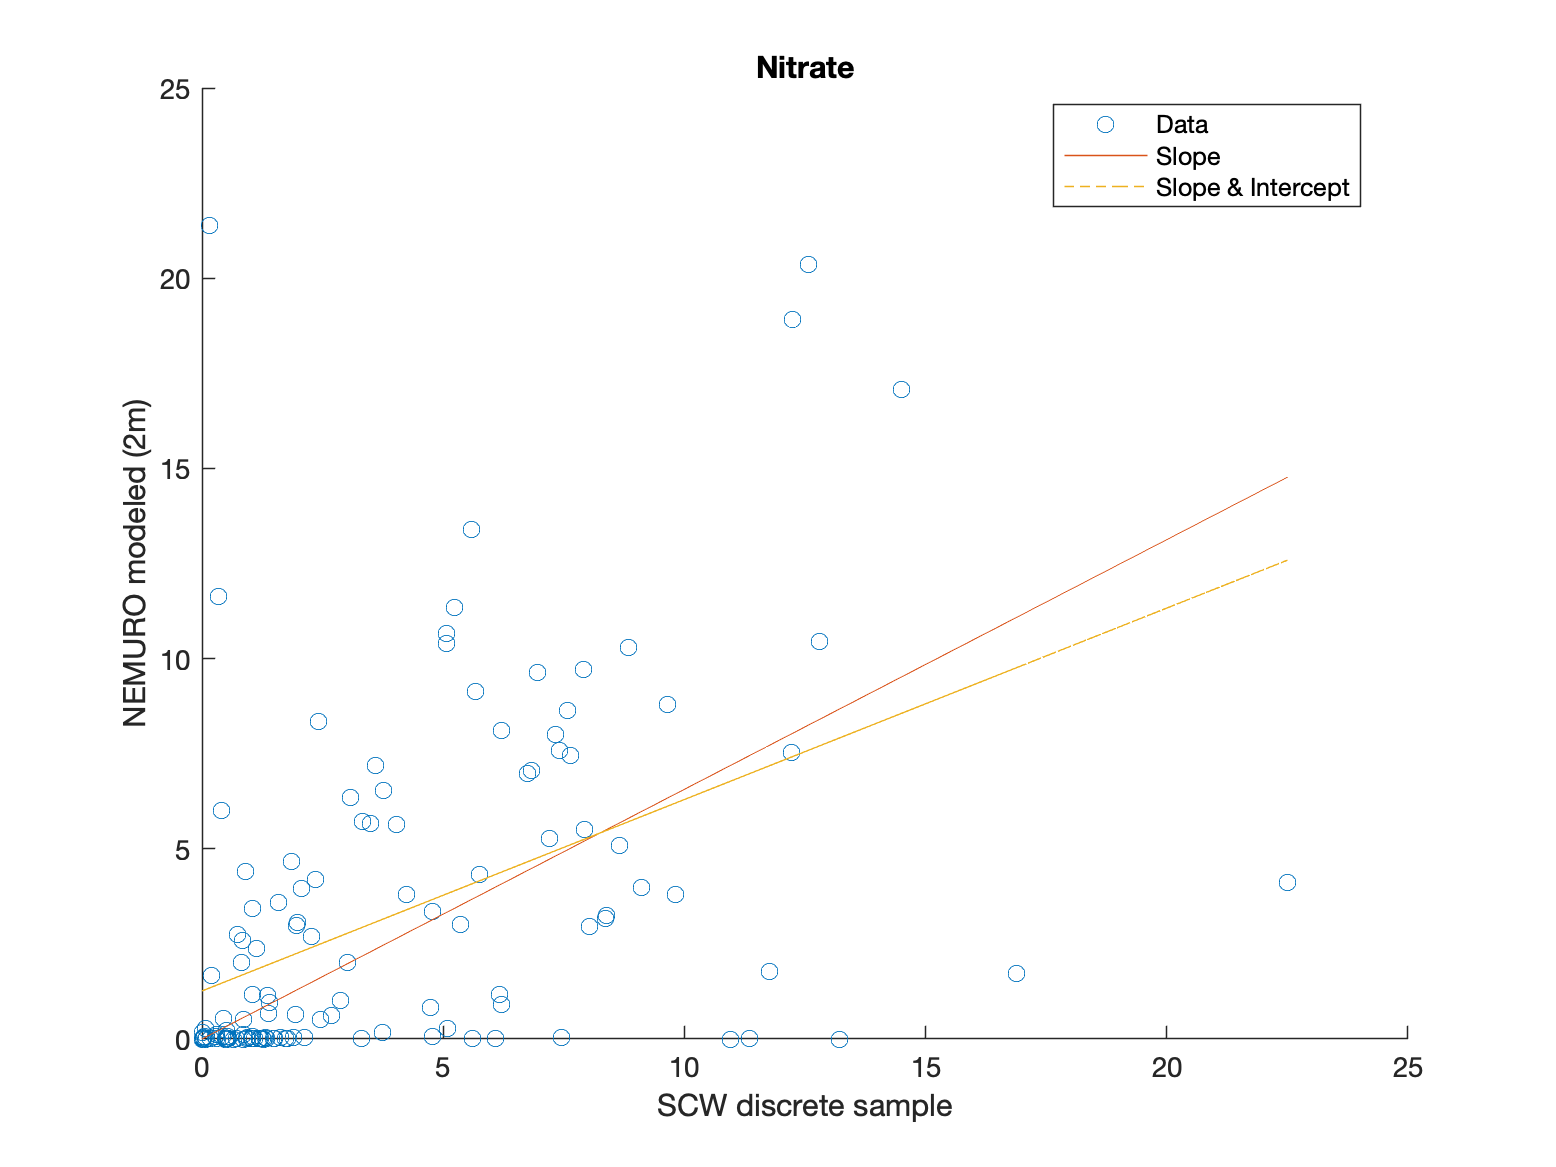 Nitrate
Data
Slope
Slope & Intercept
NEMURO modeled (2m)
25
20
15
10
5
0
0 5 10 15 20 25
SCW discrete sample